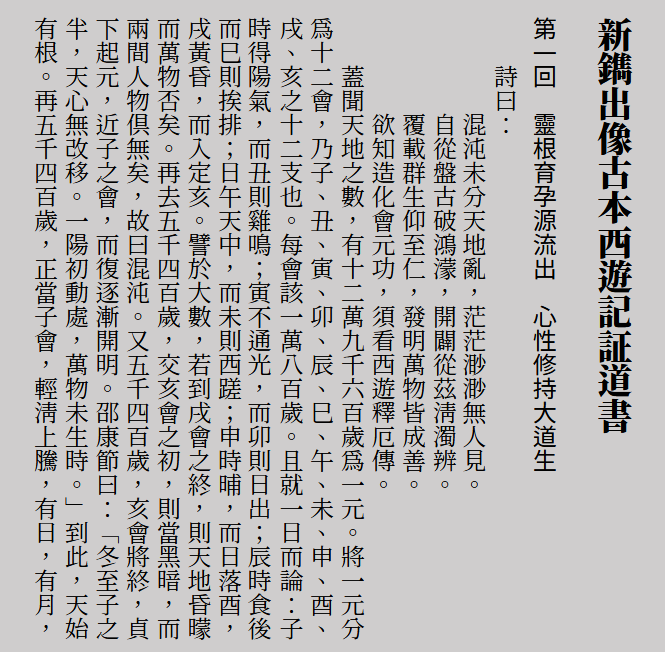 新鐫出像古本西遊記証道書
第一回　靈根育孕源流出　心性修持大道生
詩曰：
混沌未分天地亂，茫茫渺渺無人見。
自從盤古破鴻濛，開闢從茲淸濁辨。
覆載群生仰至仁，發明萬物皆成善。
欲知造化會元功，須看西遊釋厄傳。
蓋聞天地之數，有十二萬九千六百歲爲一元。將一元分
爲十二會，乃子、丑、寅、卯、辰、巳、午、未、申、酉、
戌、亥之十二支也。每會該一萬八百歲。且就一日而論：子
時得陽氣，而丑則雞鳴；寅不通光，而卯則日出；辰時食後
而巳則挨排；日午天中，而未則西蹉；申時晡，而日落酉，
戌黃昏，而入定亥。譬於大數，若到戌會之終，則天地昏曚
而萬物否矣。再去五千四百歲，交亥會之初，則當黑暗，而
兩間人物俱無矣，故曰混沌。又五千四百歲，亥會將終，貞
下起元，近子之會，而復逐漸開明。邵康節曰：「冬至子之
半，天心無改移。一陽初動處，萬物未生時。」到此，天始
有根。再五千四百歲，正當子會，輕淸上騰，有日，有月，